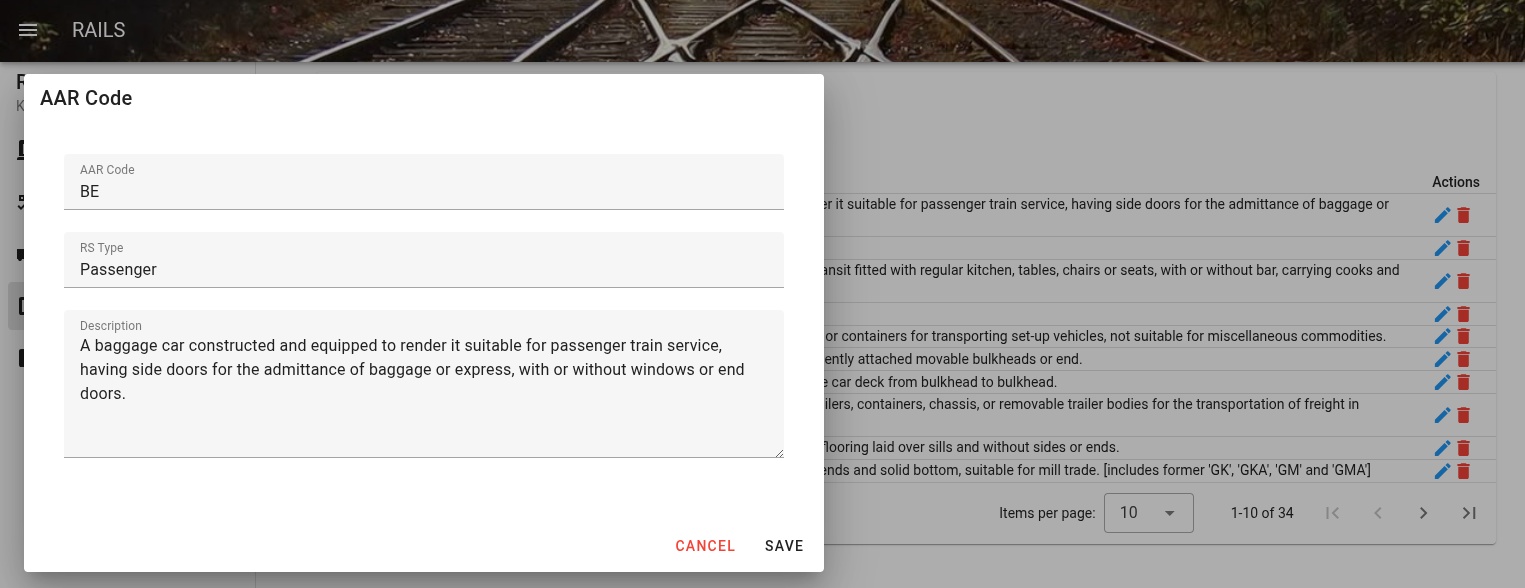 RAILS
R
K
AAR Code
AAR Code
BE
RS Type
Passenger
Description
A baggage car constructed and equipped to render it suitable for passenger train service,
having side doors for the admittance of baggage or express, with or without windows or end
doors.
CANCEL
SAVE
Actions
er it suitable for passenger train service, having side doors for the admittance of baggage or
ansit fitted with regular kitchen, tables, chairs or seats, with or without bar, carrying cooks and
or containers for transporting set-up vehicles, not suitable for miscellaneous commodities.
ently attached movable bulkheads or end.
e car deck from bulkhead to bulkhead.
ilers, containers, chassis, or removable trailer bodies for the transportation of freight in
flooring laid over sills and without sides or ends.
ends and solid bottom, suitable for mill trade. [includes former 'GK', 'GKA', 'GM' and 'GMA']
Items per page:
10
1-10 of 34